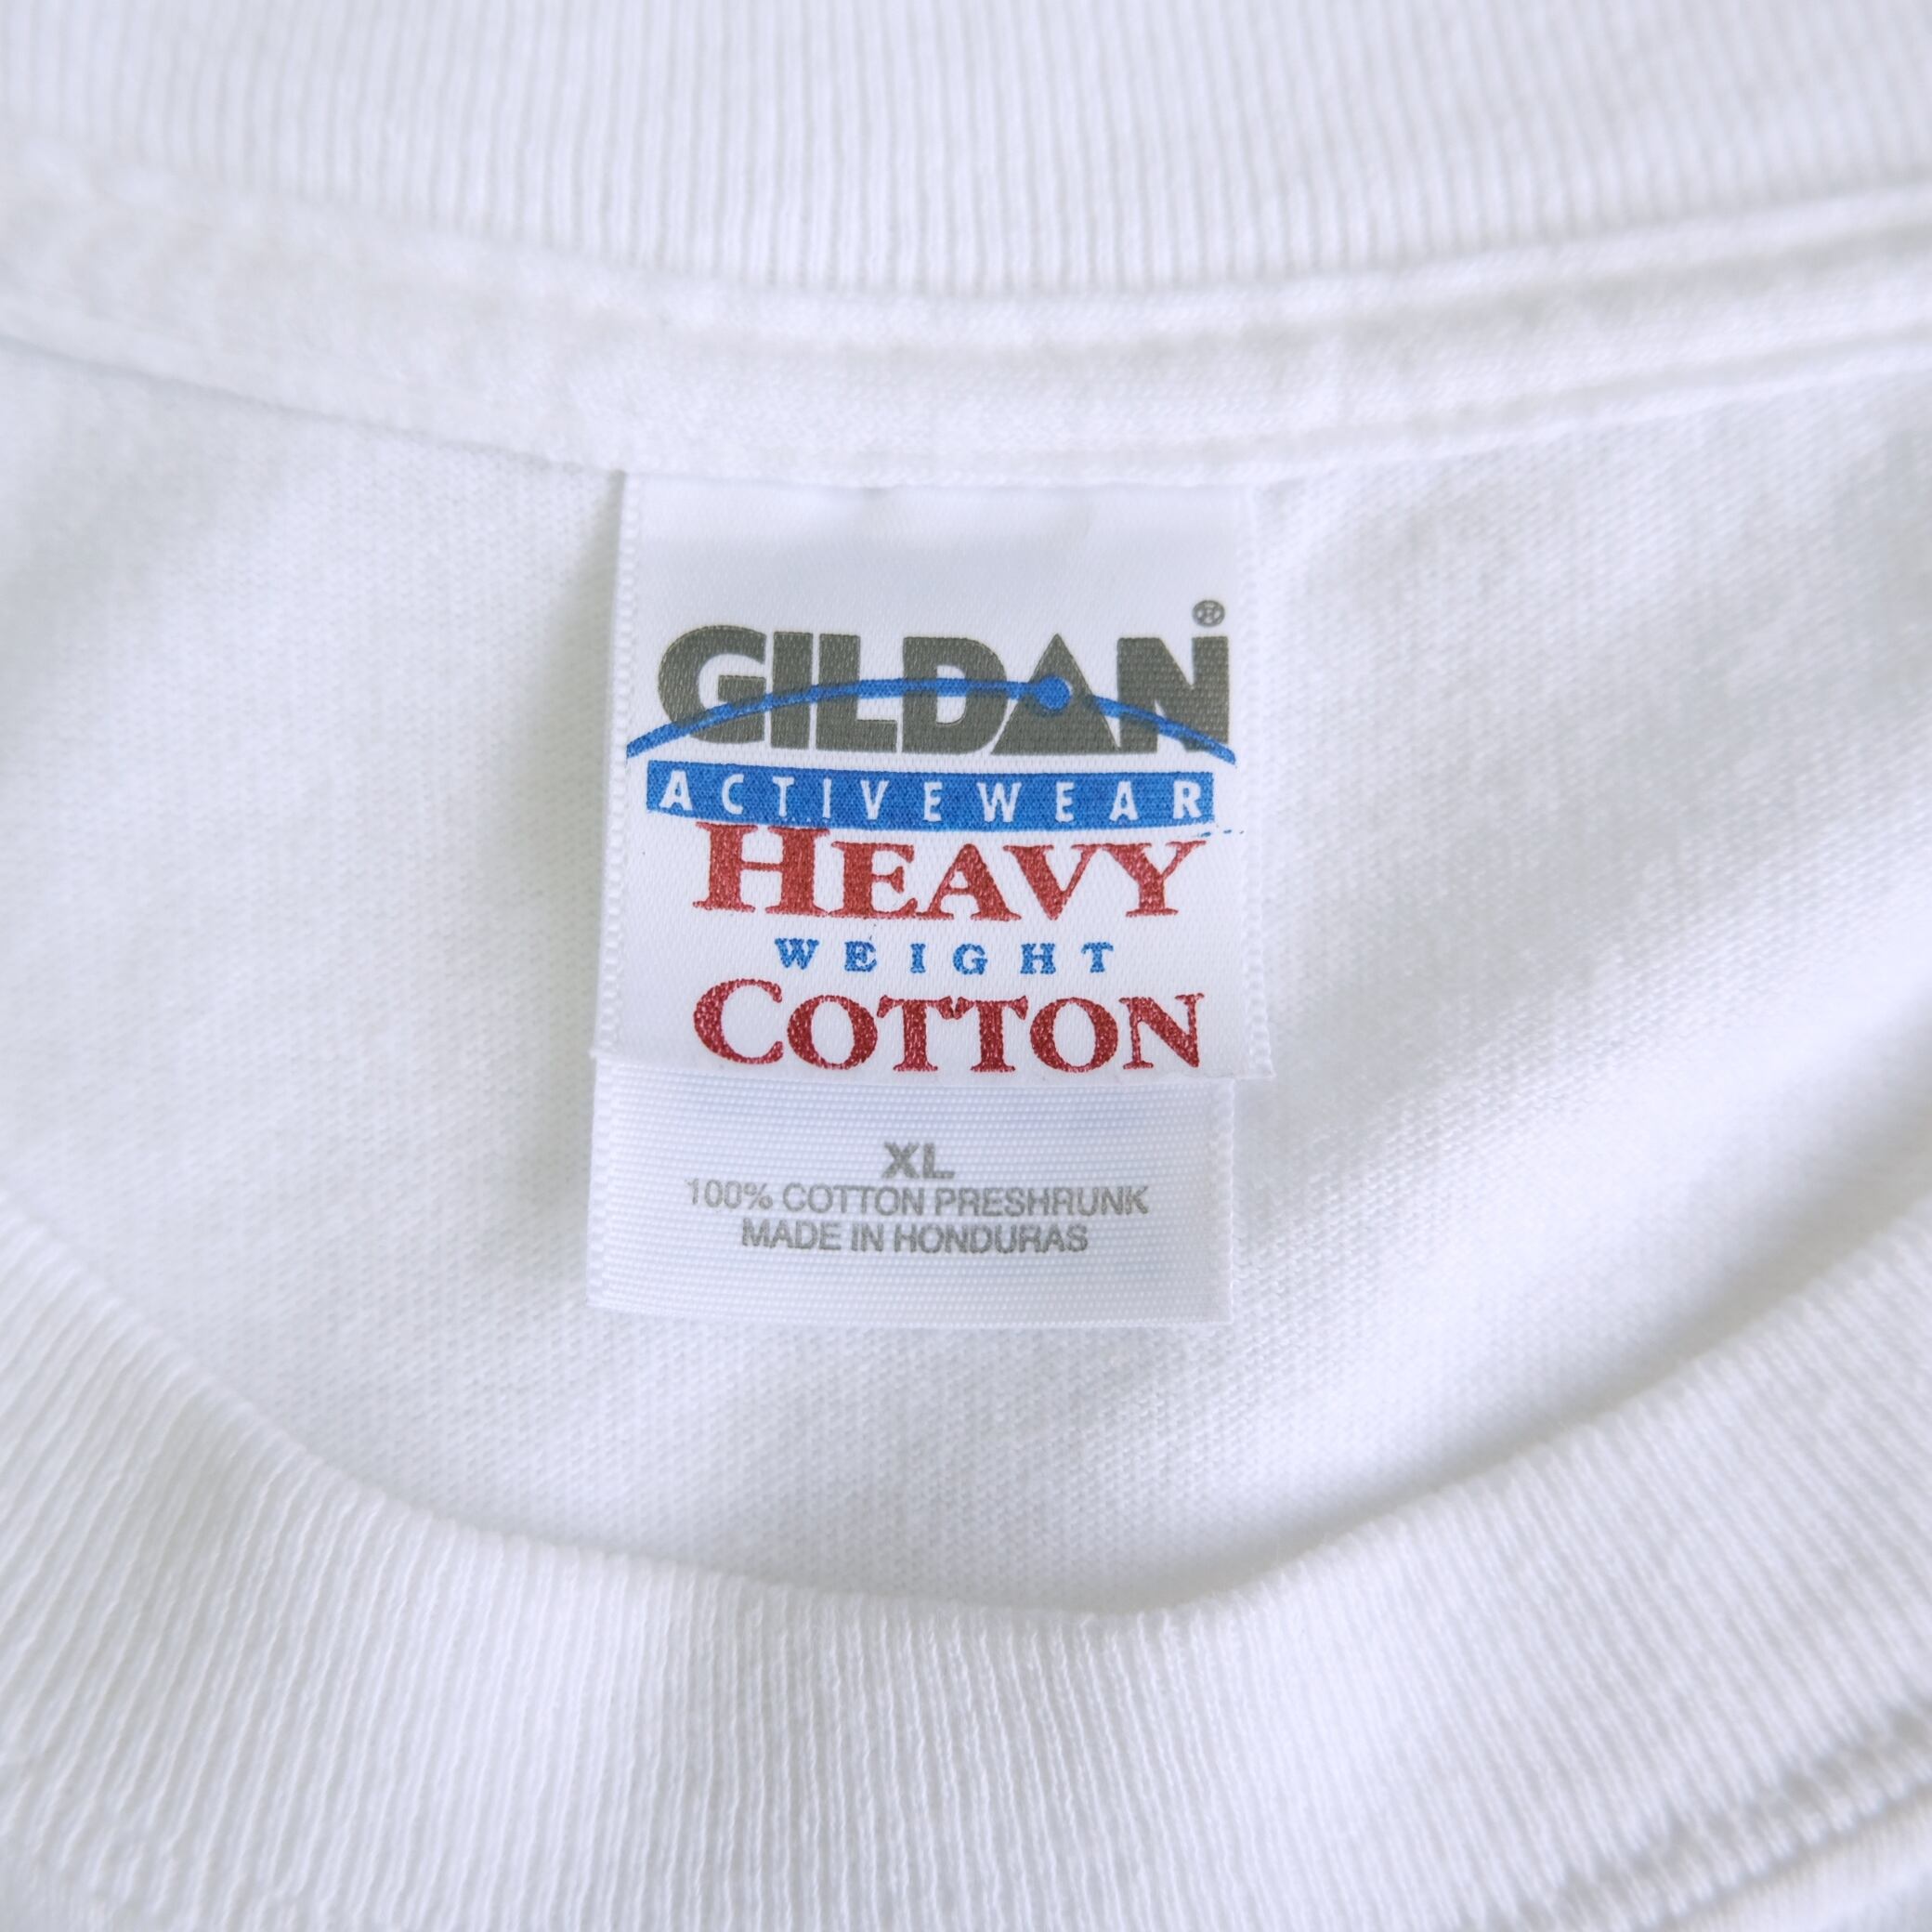 GILDAN®
ACTIVEWEAR
HEAVY
WEIGHT
COTTON
XL
100% COTTON PRESHRUNK
MADE IN HONDURAS